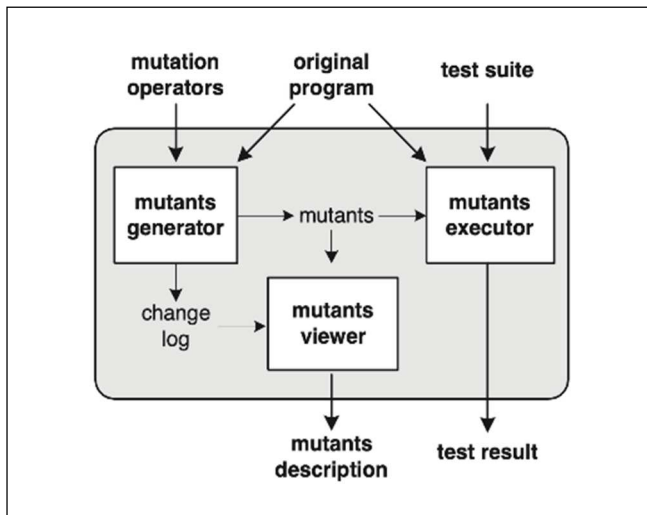 mutation
operators
original
program
test suite
mutants
generator
mutants
mutants
executor
change
log
mutants
viewer
mutants
description
test result